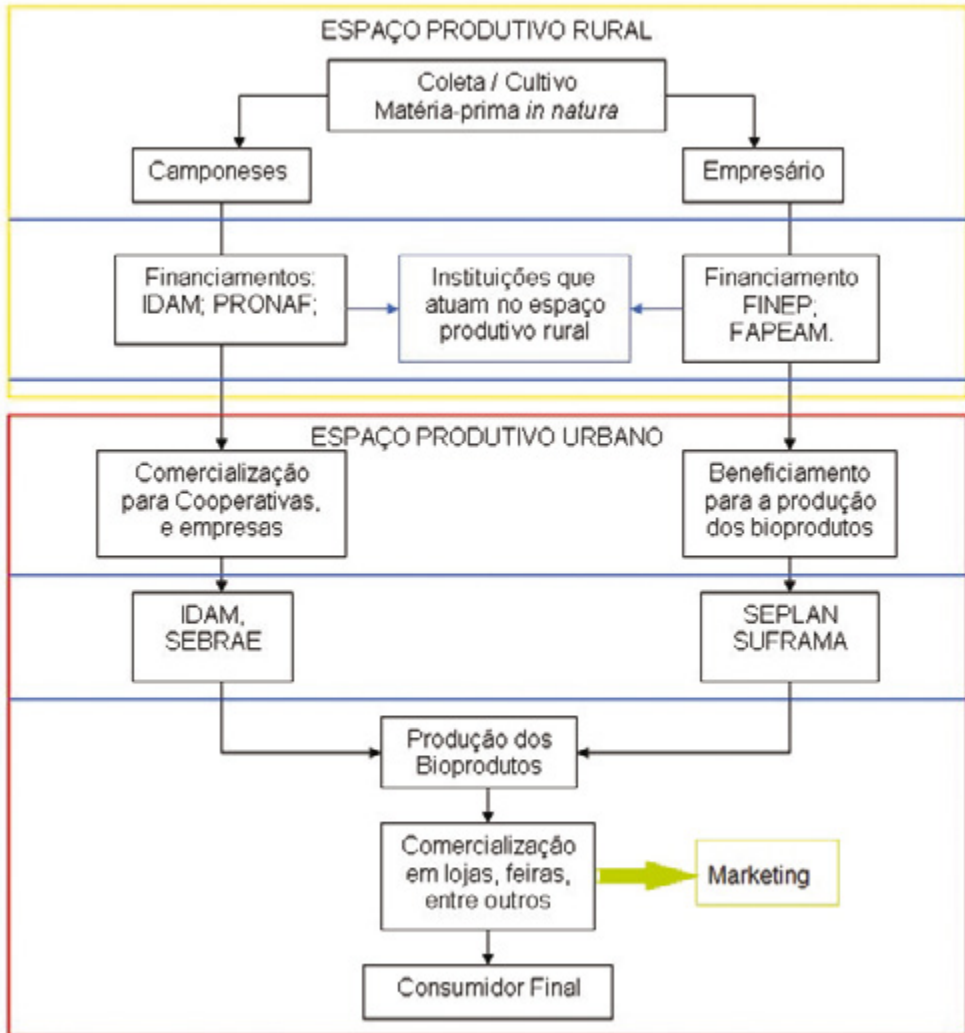 ESPAÇO PRODUTIVO RURAL
Coleta / Cultivo
Matéria-prima in natura
Camponeses
Empresário
Financiamentos:
IDAM; PRONAF;
Instituições que
atuam no espaço
produtivo rural
Financiamento
FINEP;
FAPEAM.
ESPAÇO PRODUTIVO URBANO
Comercialização
para Cooperativas,
e empresas
Beneficiamento
para a produção
dos bioprodutos
IDAM,
SEBRAE
SEPLAN
SUFRAMA
Produção dos
Bioprodutos
Comercialização
em lojas, feiras,
entre outros
Marketing
Consumidor Final